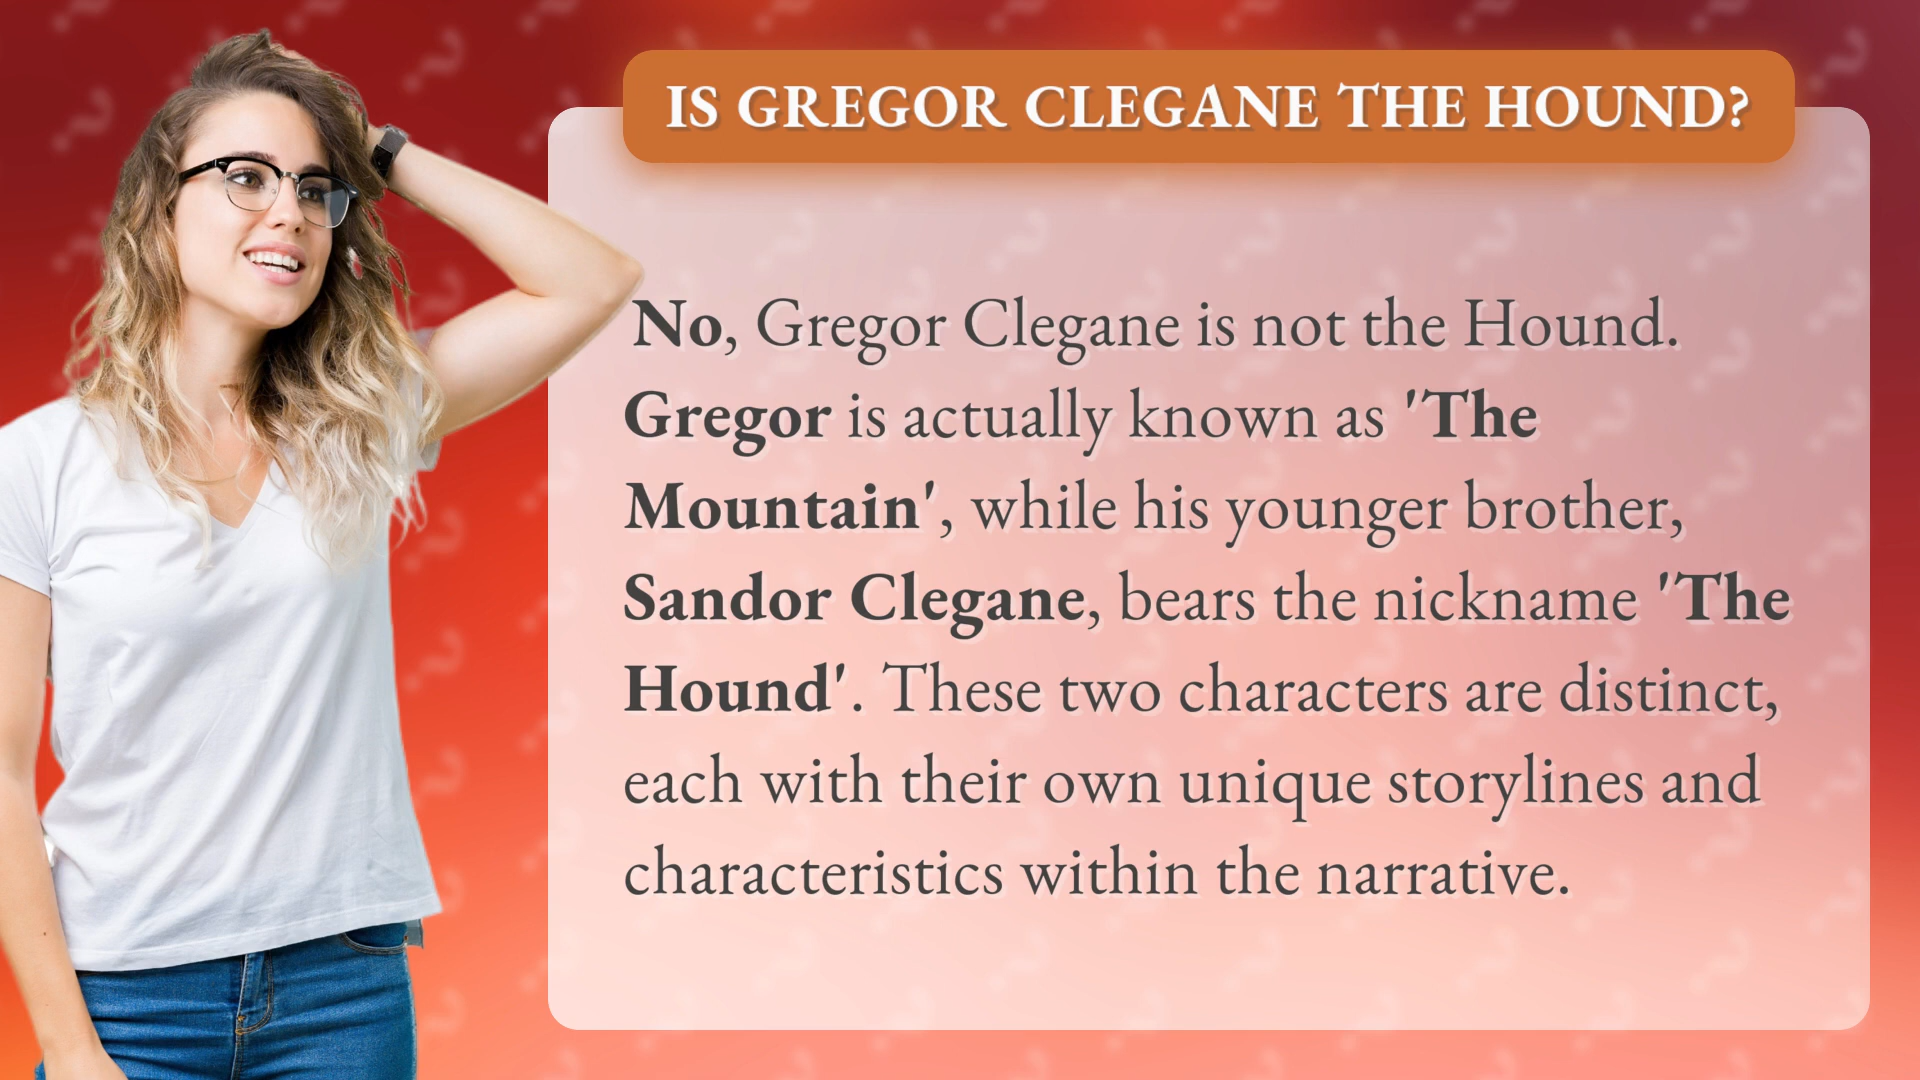 IS GREGOR CLEGANE THE HOUND?
No, Gregor Clegane is not the Hound.
Gregor is actually known as 'The
Mountain', while his younger brother,
Sandor Clegane, bears the nickname 'The
Hound'. These two characters are distinct,
each with their own unique storylines and
characteristics within the narrative.